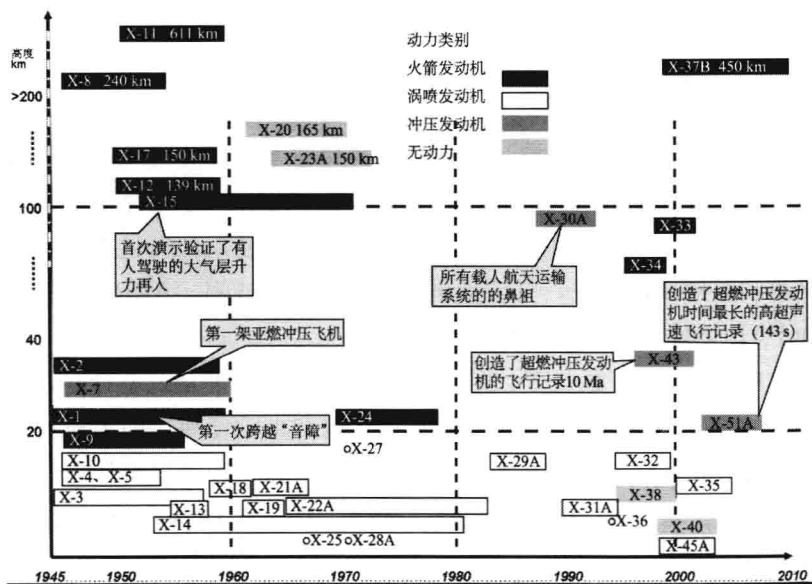 高度
km
>200
100
40
20
X-11 611 km
X-8 240 km
X-20 165 km
X-17 150 km
X-23A 150 km
X-12 139 km
X-15
动力类别
火箭发动机
涡喷发动机
冲压发动机
无动力
X-37B 450 km
首次演示验证了有
人驾驶的大气层升
力再入
X-30A
X-33
X-34
所有载人航天运输
系统的的鼻祖
创造了超燃冲压发动
机时间最长的高超声
速飞行记录 (143 s)
第一架亚燃冲压飞机
创造了超燃冲压发动
机的飞行记录10 Ma
X-43
X-2
X-7
X-1
第一次跨越“音障”
X-24
X-51A
X-9
X-27
X-10
X-29A
X-32
X-4、X-5
X-18
X-21A
X-35
X-3
X-38
X-13
X-19
X-22A
X-31A
X-36
X-14
X-40
X-25
X-28A
X-45A
1945
1950
1960
1970
1980
1990
2000
2010